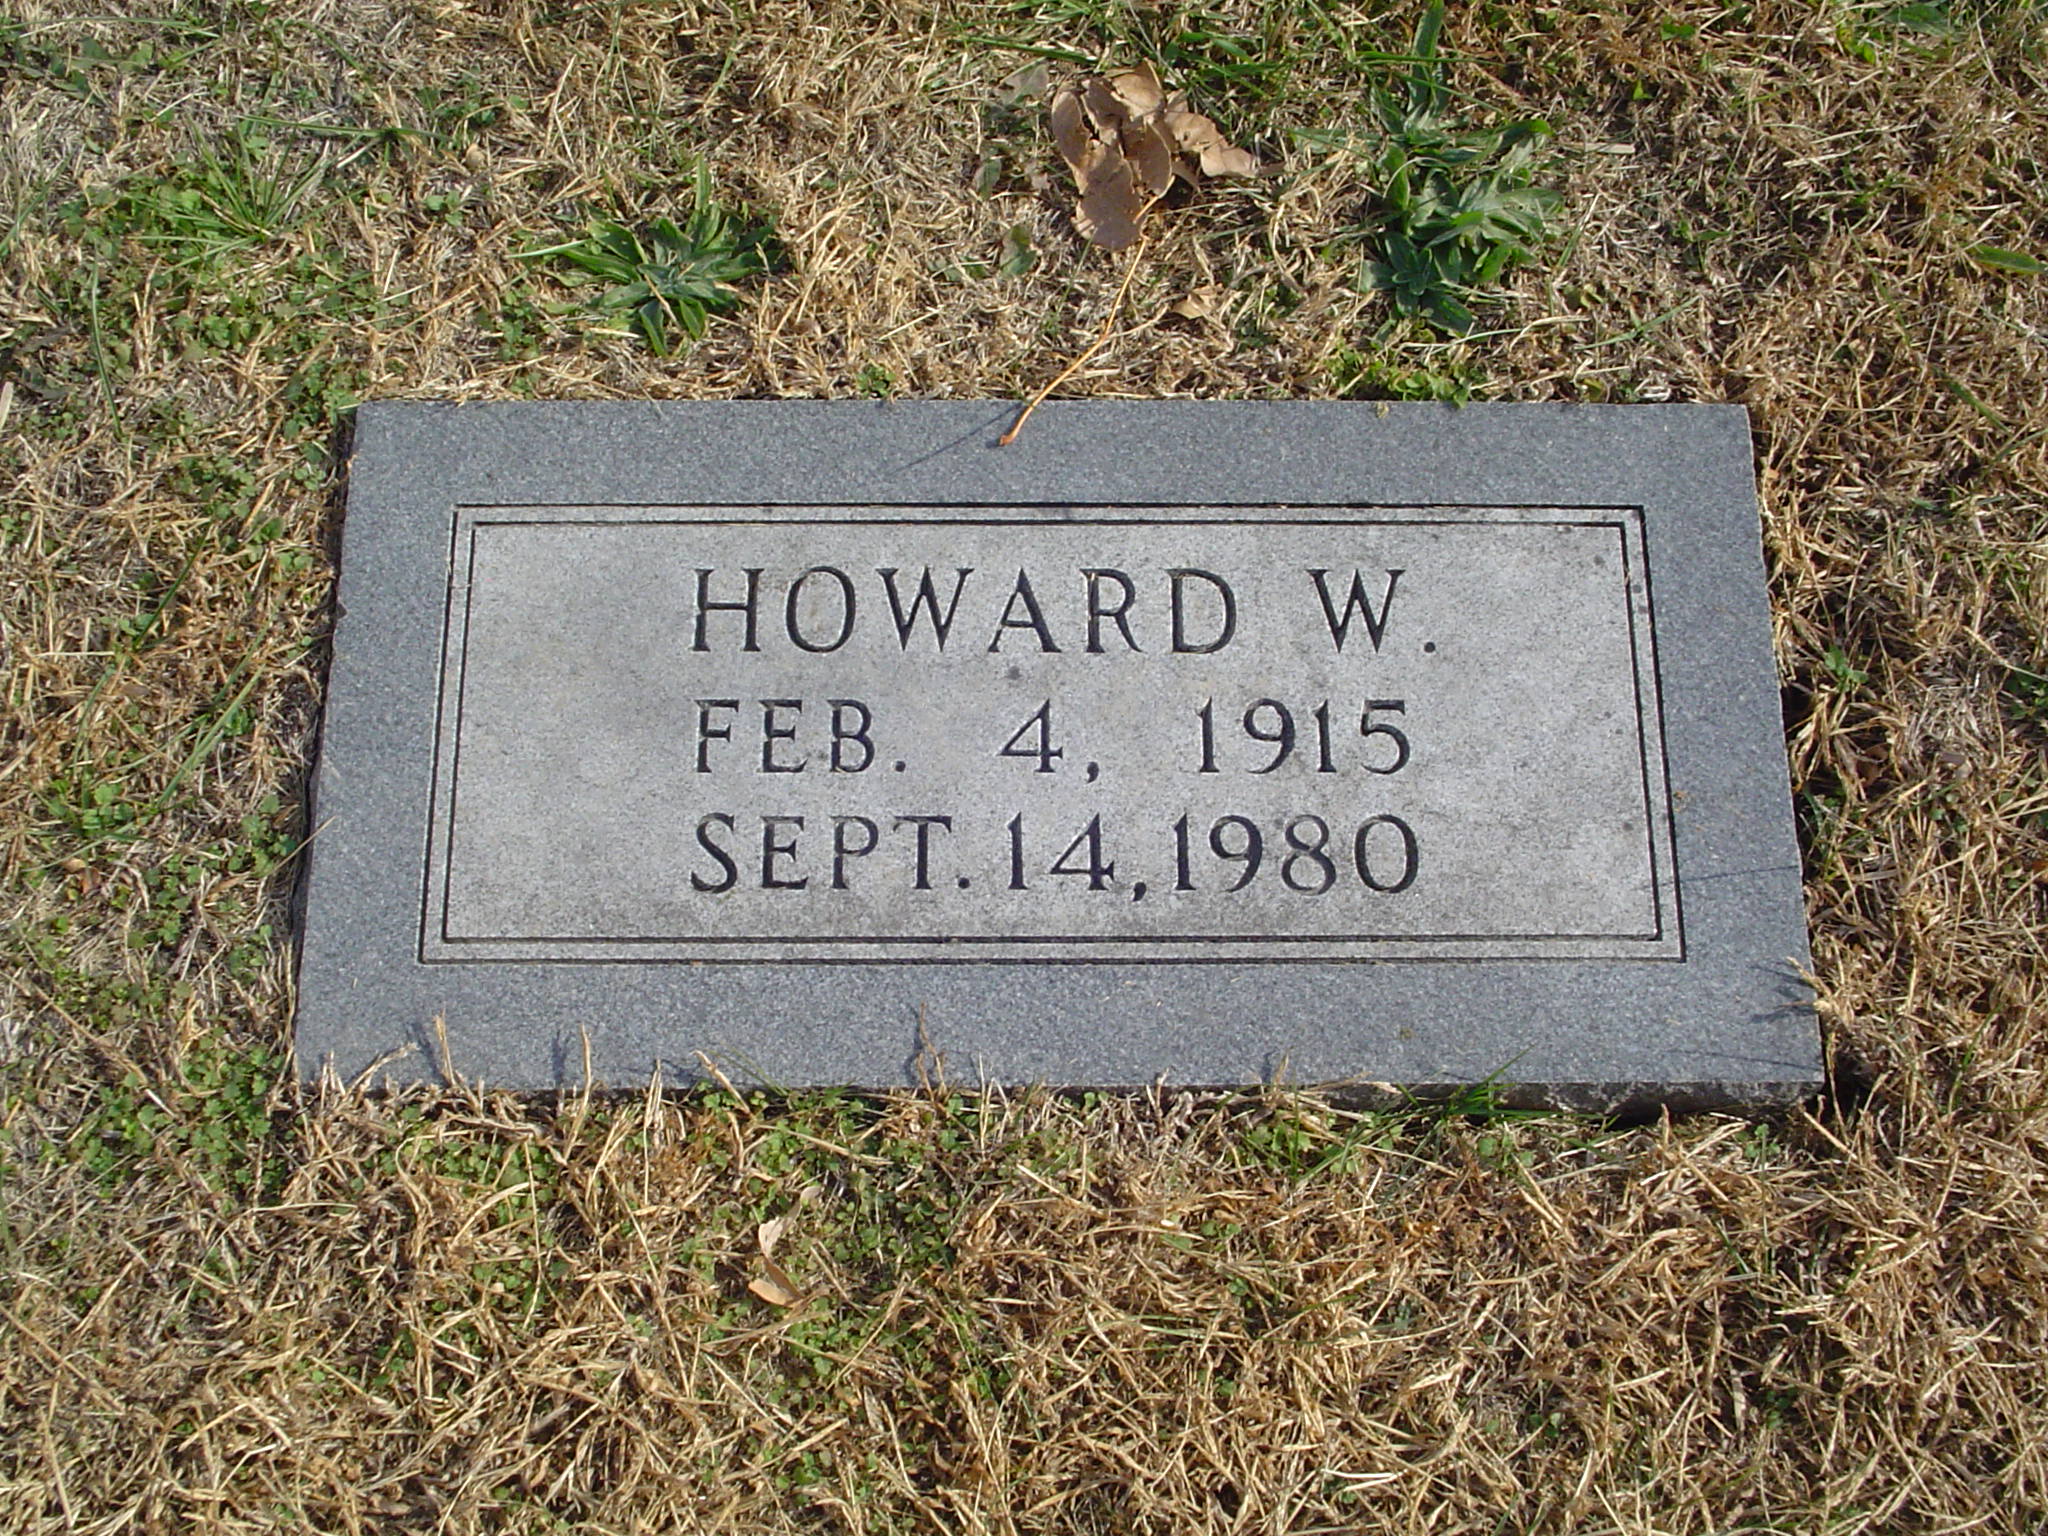 HOWARD W.
FEB. 4, 1915
SEPT. 14, 1980